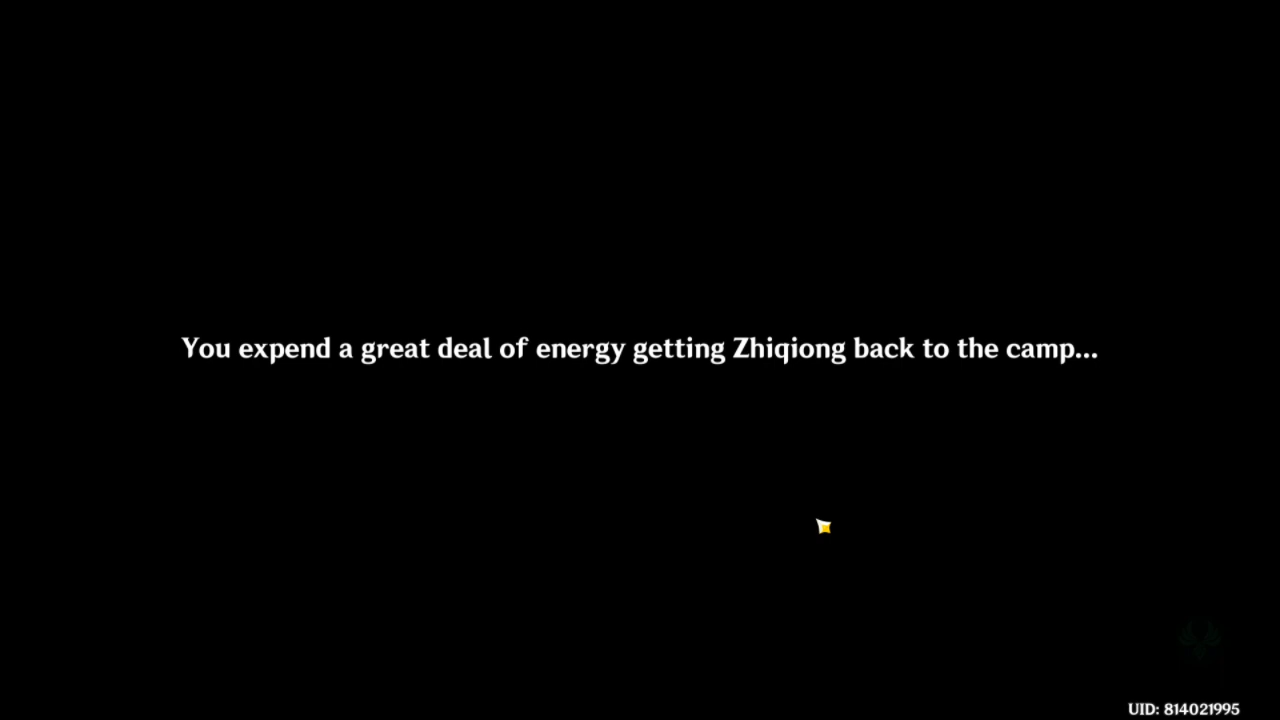 You expend a great deal of energy getting Zhiqiong back to the camp...
UID: 814021995